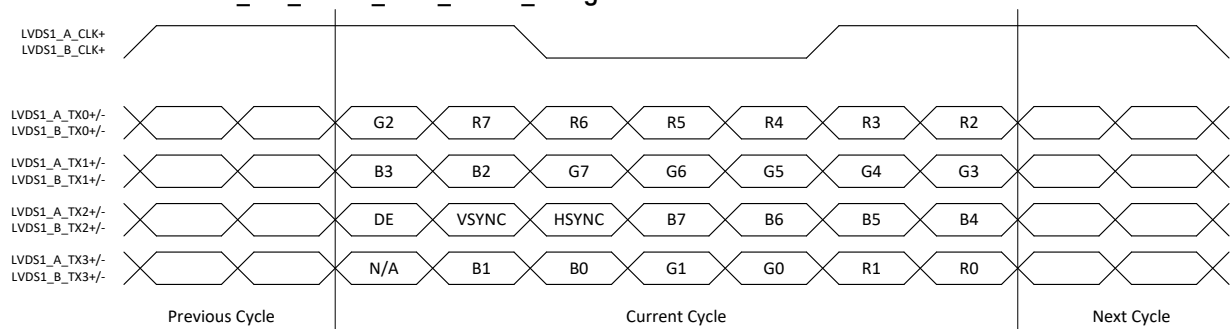 LVDS1_A_CLK+
LVDS1_B_CLK+
LVDS1_A_TX0+/-
LVDS1_B_TX0+/-
G2 R7 R6 R5 R4 R3 R2
LVDS1_A_TX1+/-
LVDS1_B_TX1+/-
B3 B2 G7 G6 G5 G4 G3
LVDS1_A_TX2+/-
LVDS1_B_TX2+/-
DE VSYNC HSYNC B7 B6 B5 B4
LVDS1_A_TX3+/-
LVDS1_B_TX3+/-
N/A B1 B0 G1 G0 R1 R0
Previous Cycle Current Cycle Next Cycle